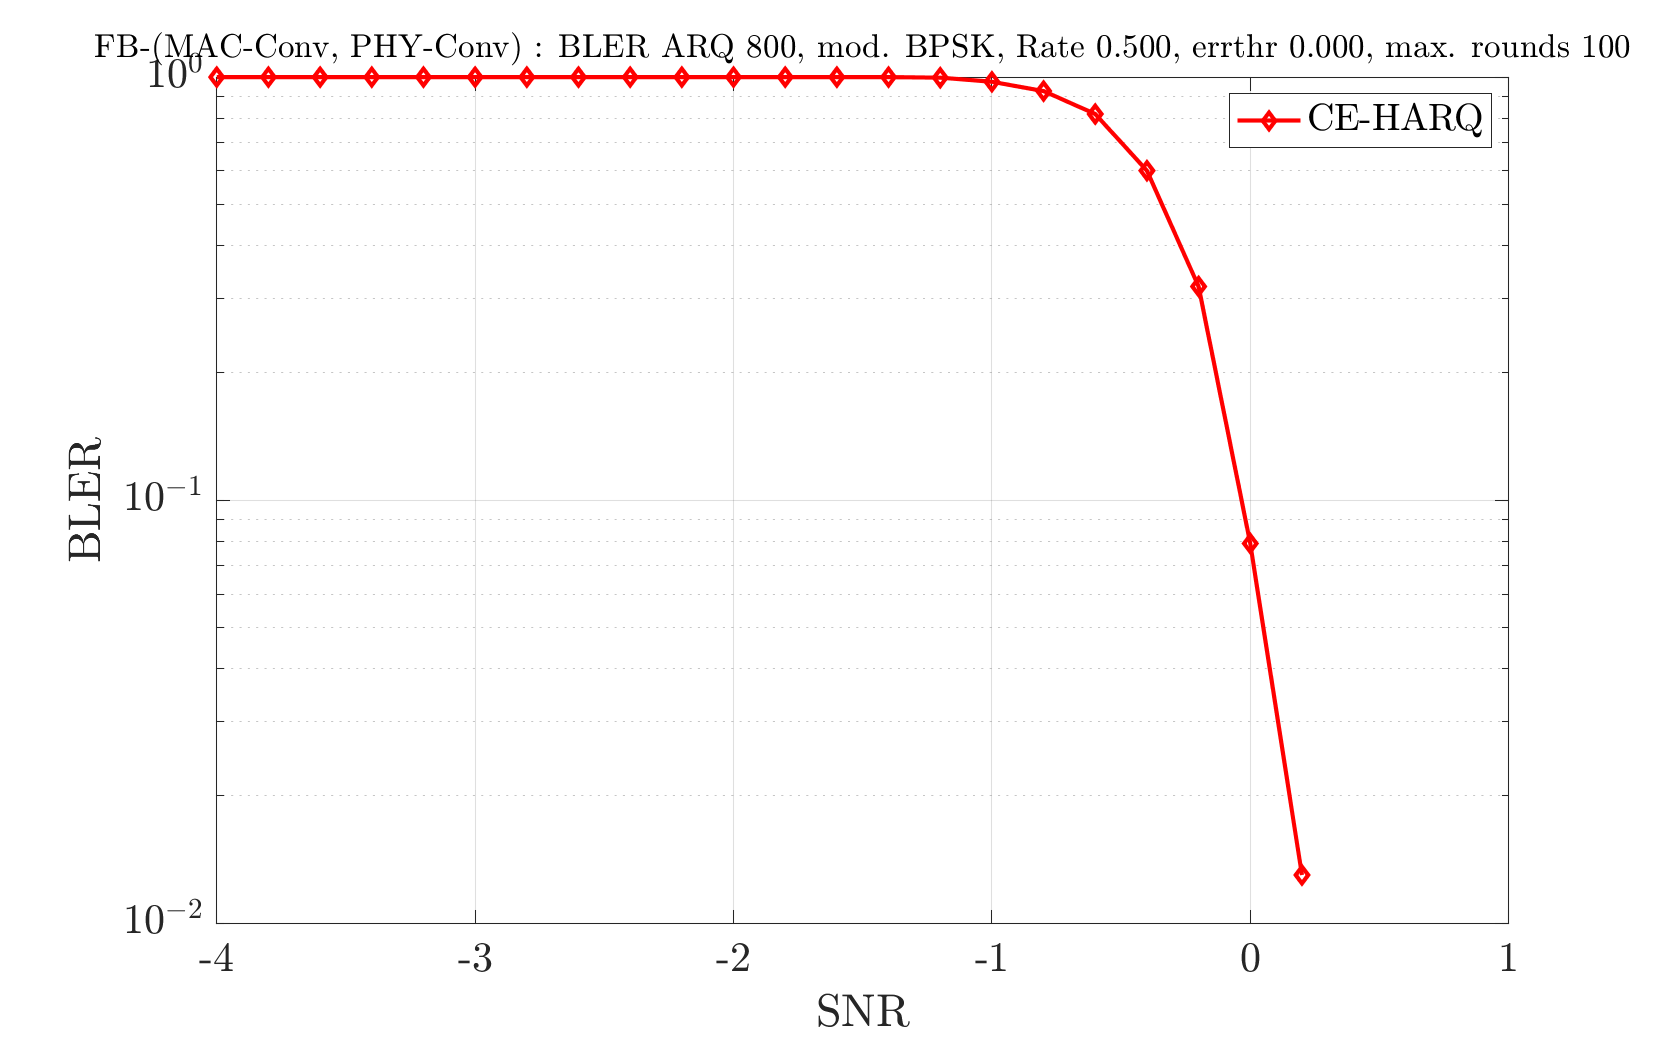 FB-(MAC-Conv, PHY-Conv) : BLER ARQ 800, mod. BPSK, Rate 0.500, errthr 0.000, max. rounds 100
10^0
CE-HARQ
BLER
10^{-1}
10^{-2}
-4 -3 -2 -1 0 1
SNR